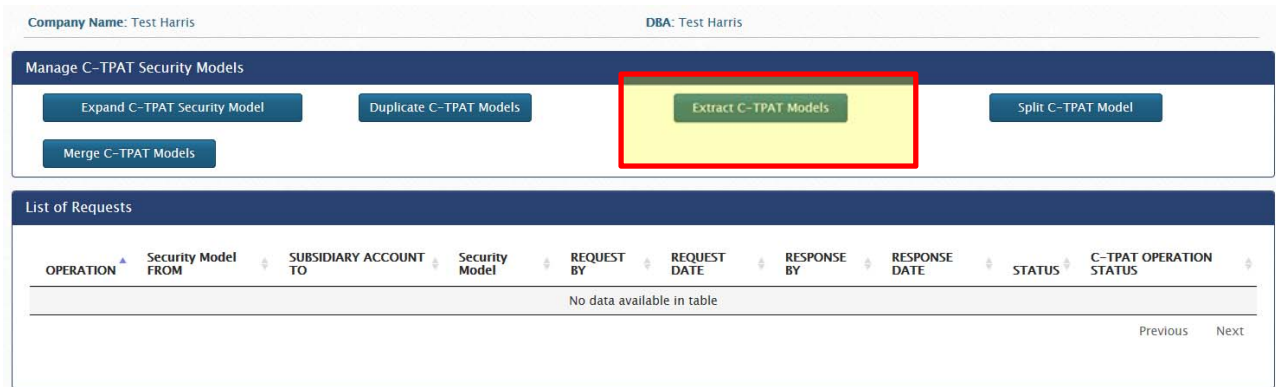 Company Name: Test Harris DBA: Test Harris
Manage C-TPAT Security Models
Expand C-TPAT Security Model Duplicate C-TPAT Models Extract C-TPAT Models Split C-TPAT Model
Merge C-TPAT Models
List of Requests
OPERATION Security Model FROM SUBSIDIARY ACCOUNT TO Security Model REQUEST BY REQUEST DATE RESPONSE BY RESPONSE DATE STATUS C-TPAT OPERATION STATUS
No data available in table
Previous Next